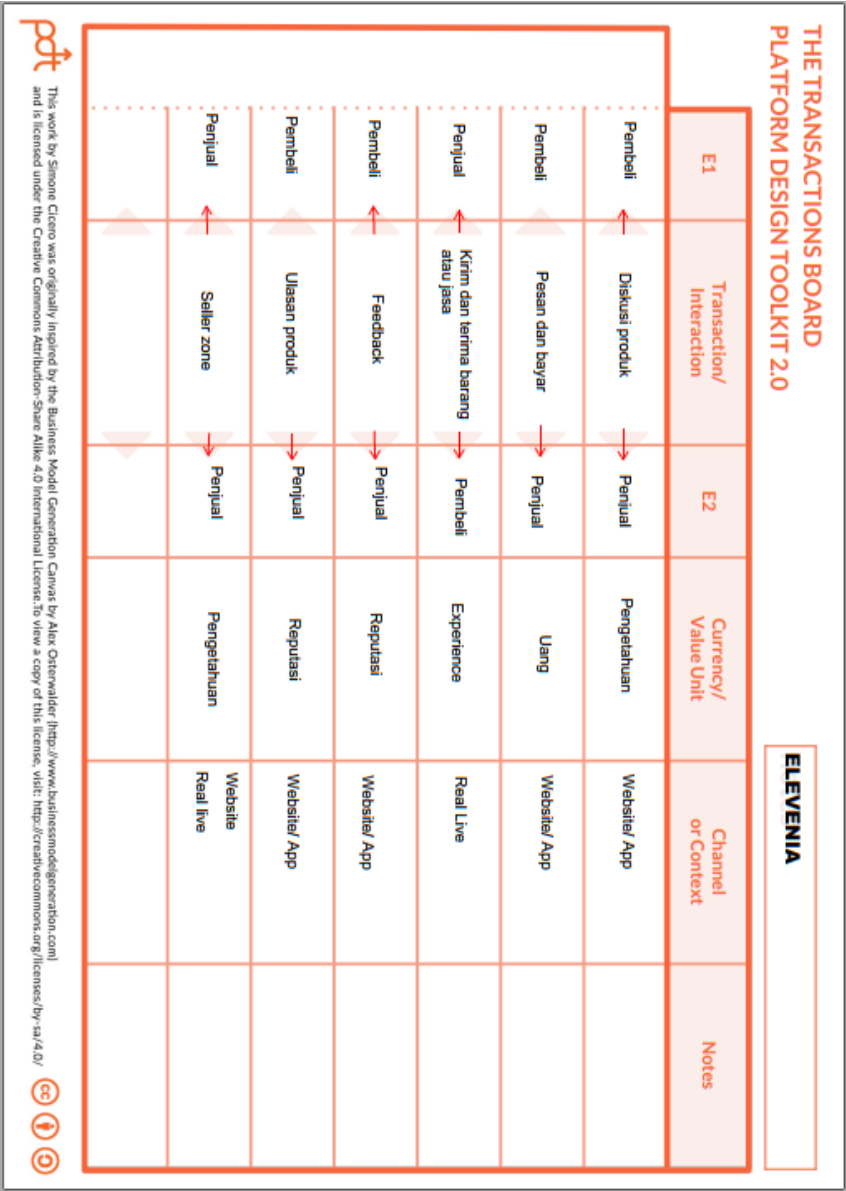 THE TRANSACTIONS BOARD
PLATFORM DESIGN TOOLKIT 2.0
ELEVENIA
E1
Transaction/
Interaction
E2
Currency/
Value Unit
Channel
or Context
Notes
Pembeli
Diskusi produk
Penjual
Pengetahuan
Website/ App
Pembeli
Pesan dan bayar
Penjual
Uang
Website/ App
Penjual
Kirim dan terima barang
atau jasa
Pembeli
Experience
Real Live
Pembeli
Feedback
Penjual
Reputasi
Website/ App
Pembeli
Ulasan produk
Penjual
Reputasi
Website/ App
Penjual
Seller zone
Penjual
Pengetahuan
Website
Real live
pdt
This work by Simone Cicero was originally inspired by the Business Model Generation Canvas by Alex Osterwalder [http://www.businessmodelgeneration.com]
and is licensed under the Creative Commons Attribution-Share Alike 4.0 International License.To view a copy of this license, visit: http://creativecommons.org/licenses/by-sa/4.0/
cc